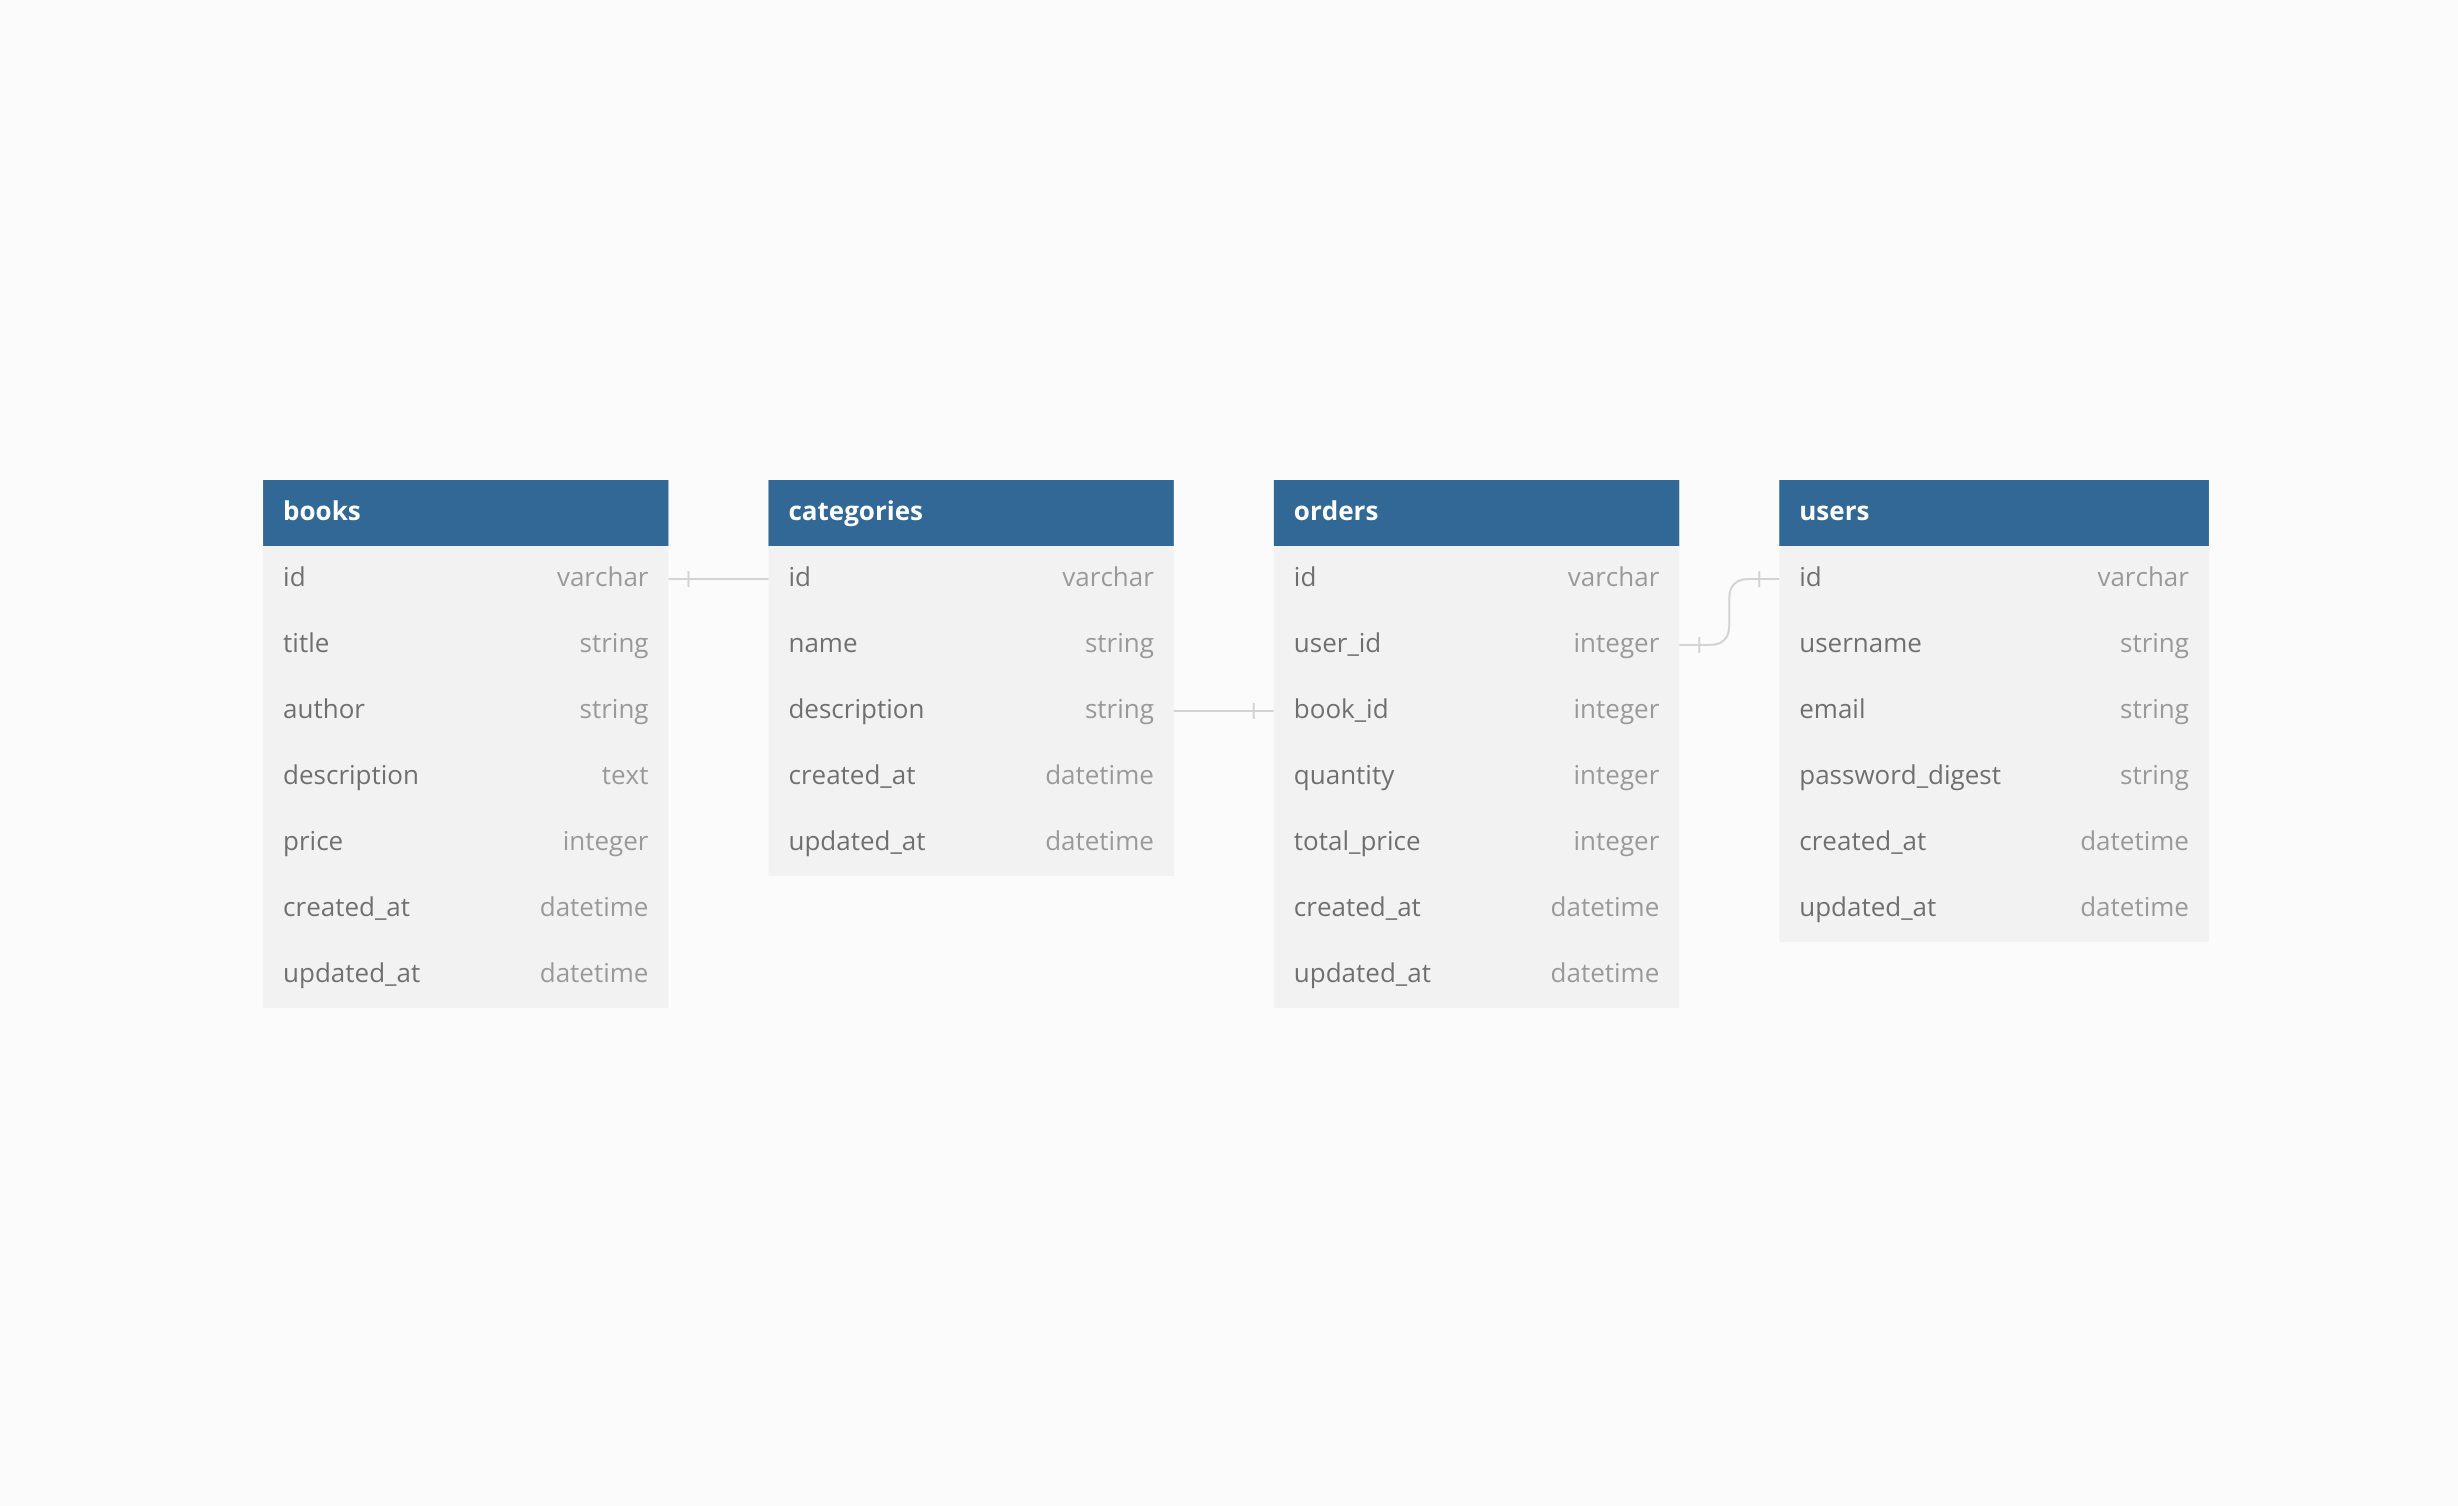 books
id varchar
title string
author string
description text
price integer
created_at datetime
updated_at datetime
categories
id varchar
name string
description string
created_at datetime
updated_at datetime
orders
id varchar
user_id integer
book_id integer
quantity integer
total_price integer
created_at datetime
updated_at datetime
users
id varchar
username string
email string
password_digest string
created_at datetime
updated_at datetime